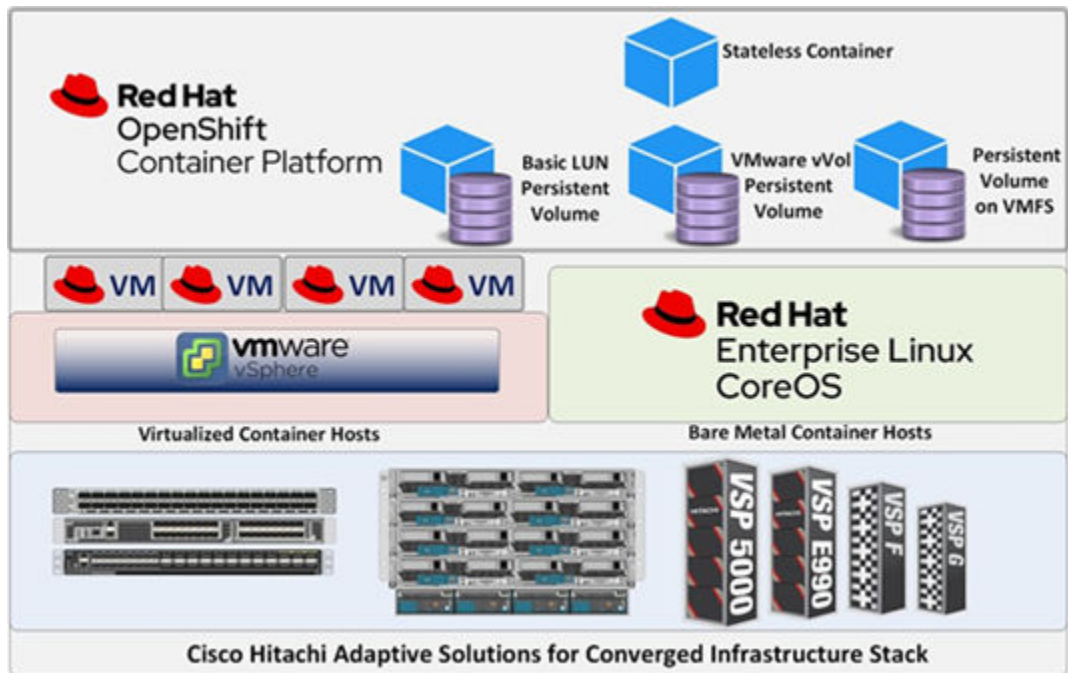 Stateless Container
Red Hat
OpenShift
Container Platform
Basic LUN
Persistent
Volume
VMware vVol
Persistent
Volume
Persistent
Volume
on VMFS
VM
VM
VM
VM
vmware
vSphere
Red Hat
Enterprise Linux
CoreOS
Virtualized Container Hosts
Bare Metal Container Hosts
HITACHI
VSP 5000
HITACHI
VSP E990
VSP F
VSP G
Cisco Hitachi Adaptive Solutions for Converged Infrastructure Stack